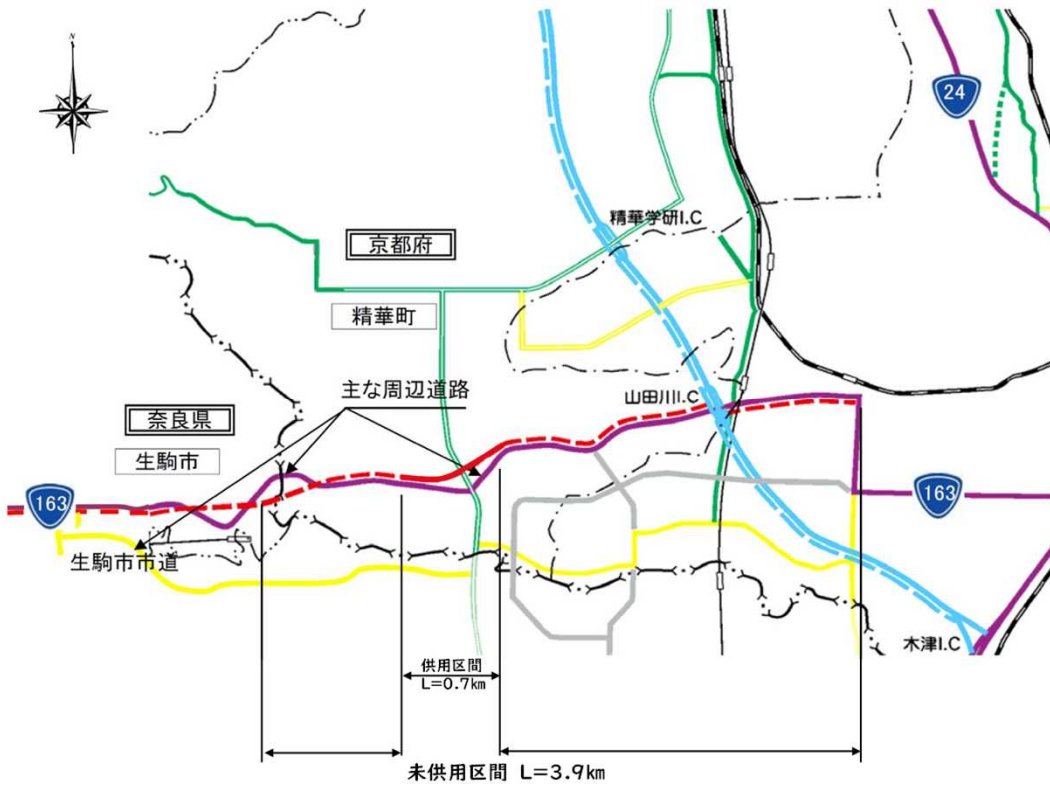 N
24
精華学研I.C
京都府
精華町
主な周辺道路
山田川I.C
奈良県
生駒市
163
163
生駒市市道
木津I.C
供用区間
L=0.7km
未供用区間 L=3.9km